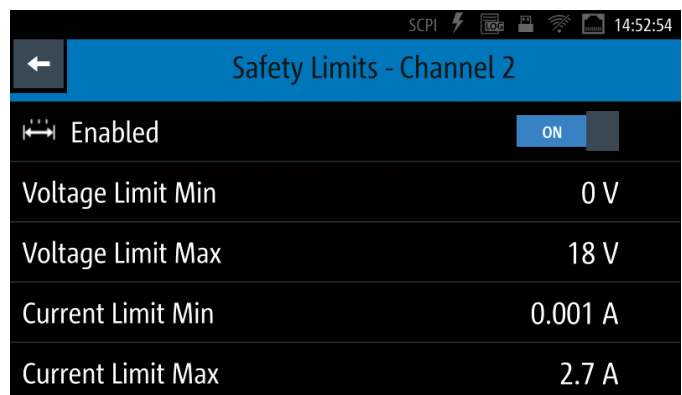 SCPI LOG 14:52:54
Safety Limits - Channel 2
Enabled ON
Voltage Limit Min 0 V
Voltage Limit Max 18 V
Current Limit Min 0.001 A
Current Limit Max 2.7 A